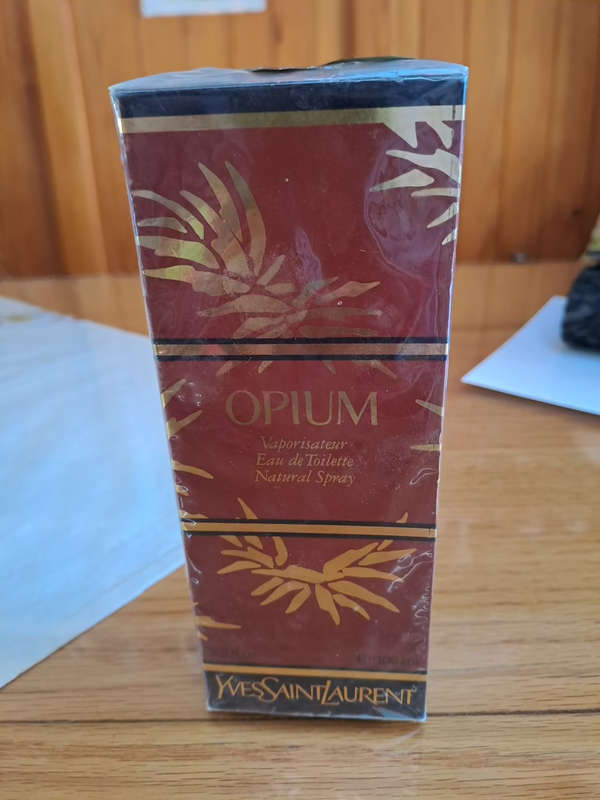 OPIUM
Vaporisateur
Eau de Toilette
Natural Spray
YVESSAINTLAURENT